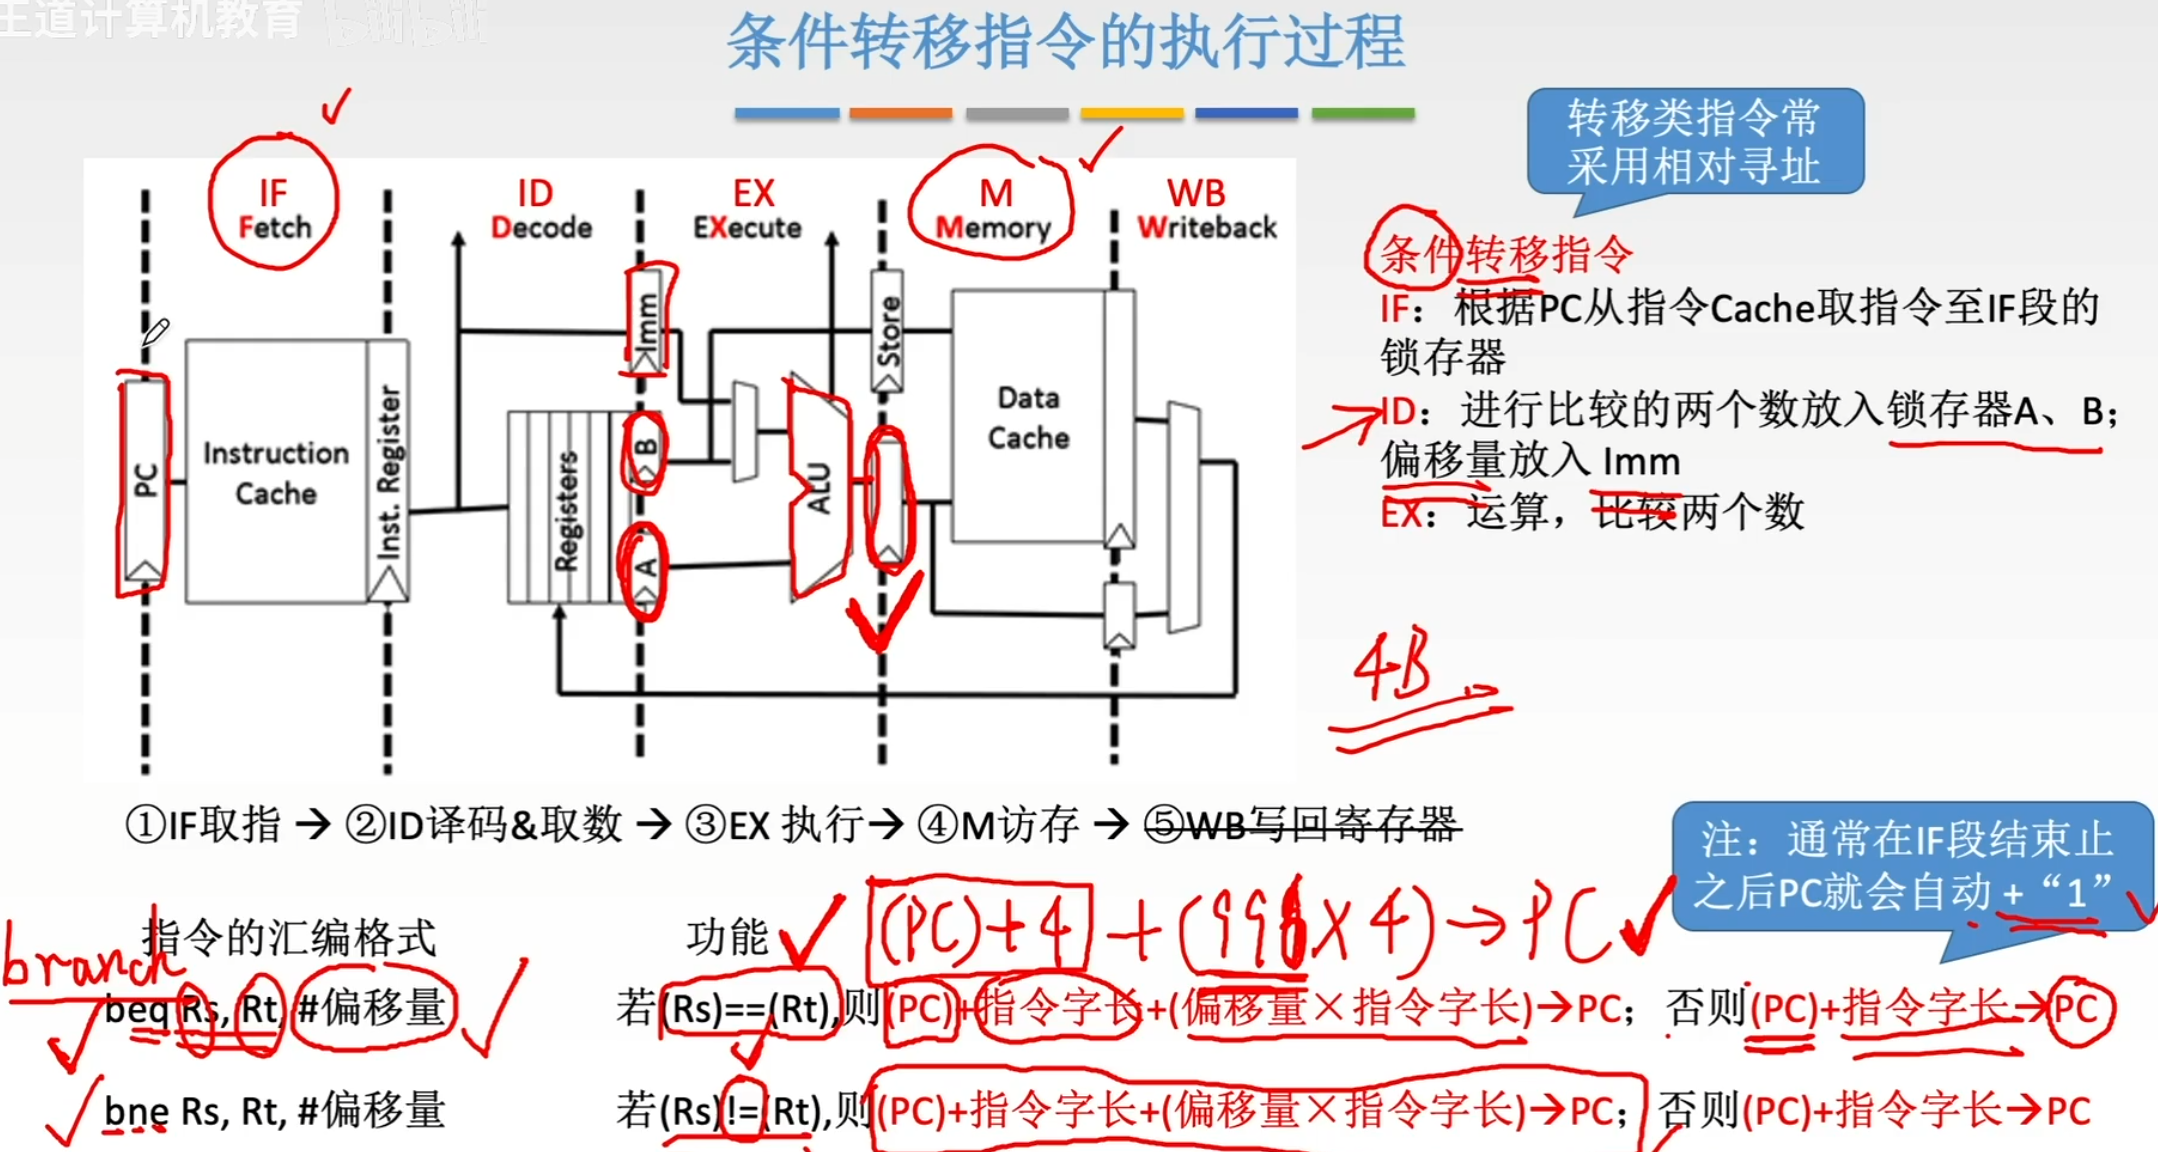 王道计算机教育 bilibili
条件转移指令的执行过程
转移类指令常
采用相对寻址
IF
Fetch
ID
Decode
EX
EXecute
M
Memory
WB
Writeback
PC
Instruction
Cache
Inst. Register
Registers
Imm
B
A
ALU
Store
Data
Cache
条件转移指令
IF：根据PC从指令Cache取指令至IF段的
锁存器
ID：进行比较的两个数放入锁存器A、B；
偏移量放入 Imm
EX：运算，比较两个数
4B
①IF取指 → ②ID译码&取数 → ③EX 执行→ ④M访存 → ⑤WB写回寄存器
注：通常在IF段结束止
之后PC就会自动 + “1”
指令的汇编格式
功能
(PC)+4 + (998×4)→PC
branch
beq Rs, Rt, #偏移量
若(Rs)==(Rt),则(PC)+指令字长+(偏移量×指令字长)→PC；否则(PC)+指令字长→PC
bne Rs, Rt, #偏移量
若(Rs)!=(Rt),则(PC)+指令字长+(偏移量×指令字长)→PC；否则(PC)+指令字长→PC